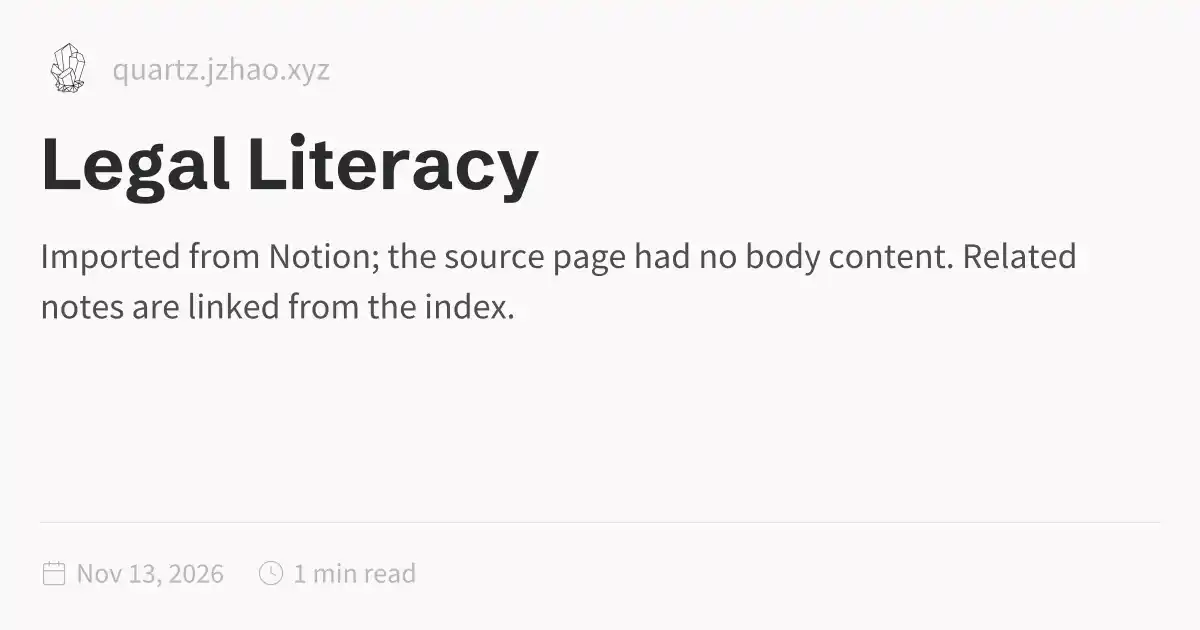 quartz.jzhao.xyz
Legal Literacy
Imported from Notion; the source page had no body content. Related
notes are linked from the index.
Nov 13, 2026 1 min read